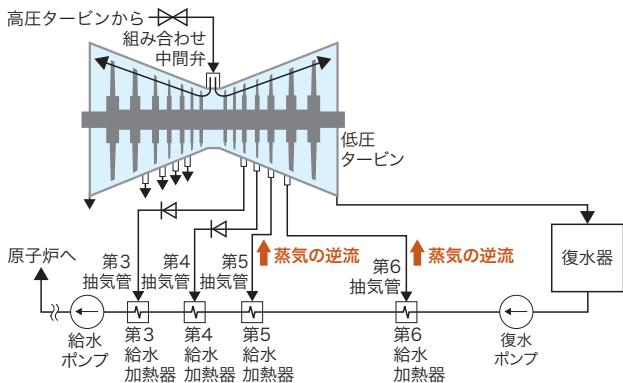 高圧タービンから
組み合わせ
中間弁
低圧
タービン
原子炉へ
第3
抽気管
第4
抽気管
第5
抽気管
蒸気の逆流
第6
抽気管
蒸気の逆流
復水器
給水
ポンプ
第3
給水
加熱器
第4
給水
加熱器
第5
給水
加熱器
第6
給水
加熱器
復水
ポンプ